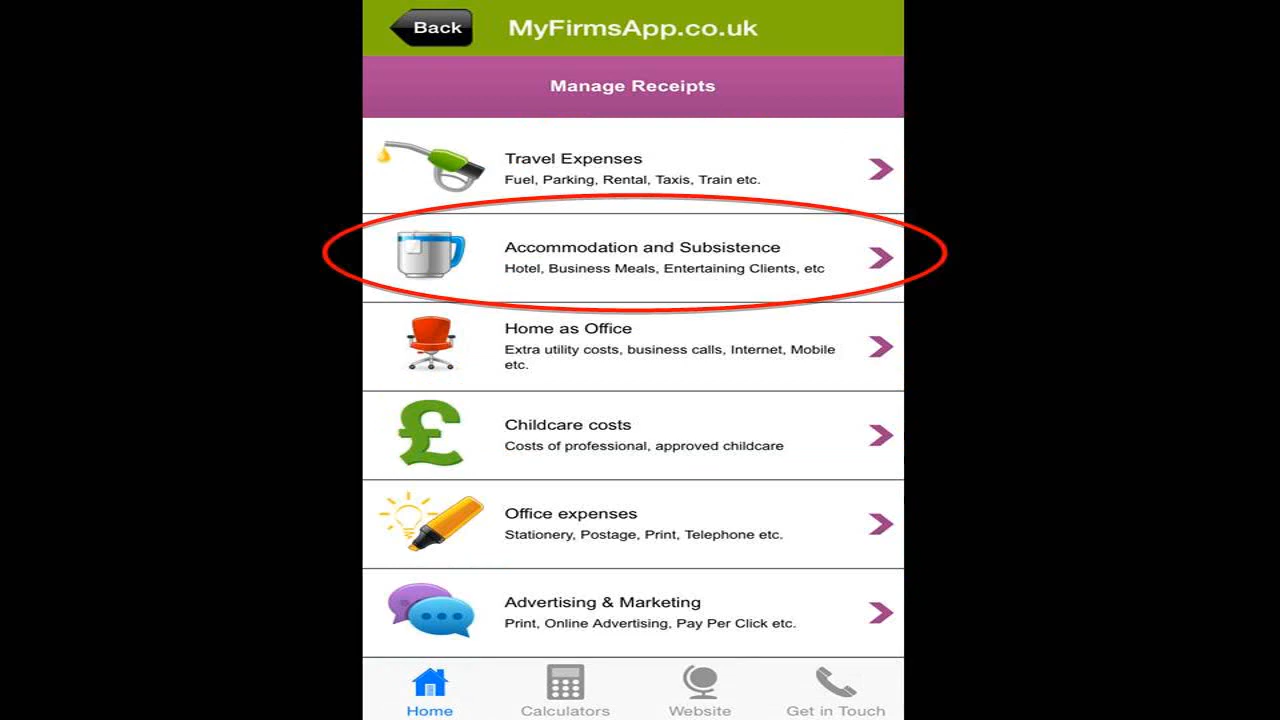 Back
MyFirmsApp.co.uk
Manage Receipts
Travel Expenses
Fuel, Parking, Rental, Taxis, Train etc.
Accommodation and Subsistence
Hotel, Business Meals, Entertaining Clients, etc
Home as Office
Extra utility costs, business calls, Internet, Mobile
etc.
Childcare costs
Costs of professional, approved childcare
Office expenses
Stationery, Postage, Print, Telephone etc.
Advertising & Marketing
Print, Online Advertising, Pay Per Click etc.
Home
Calculators
Website
Get in Touch